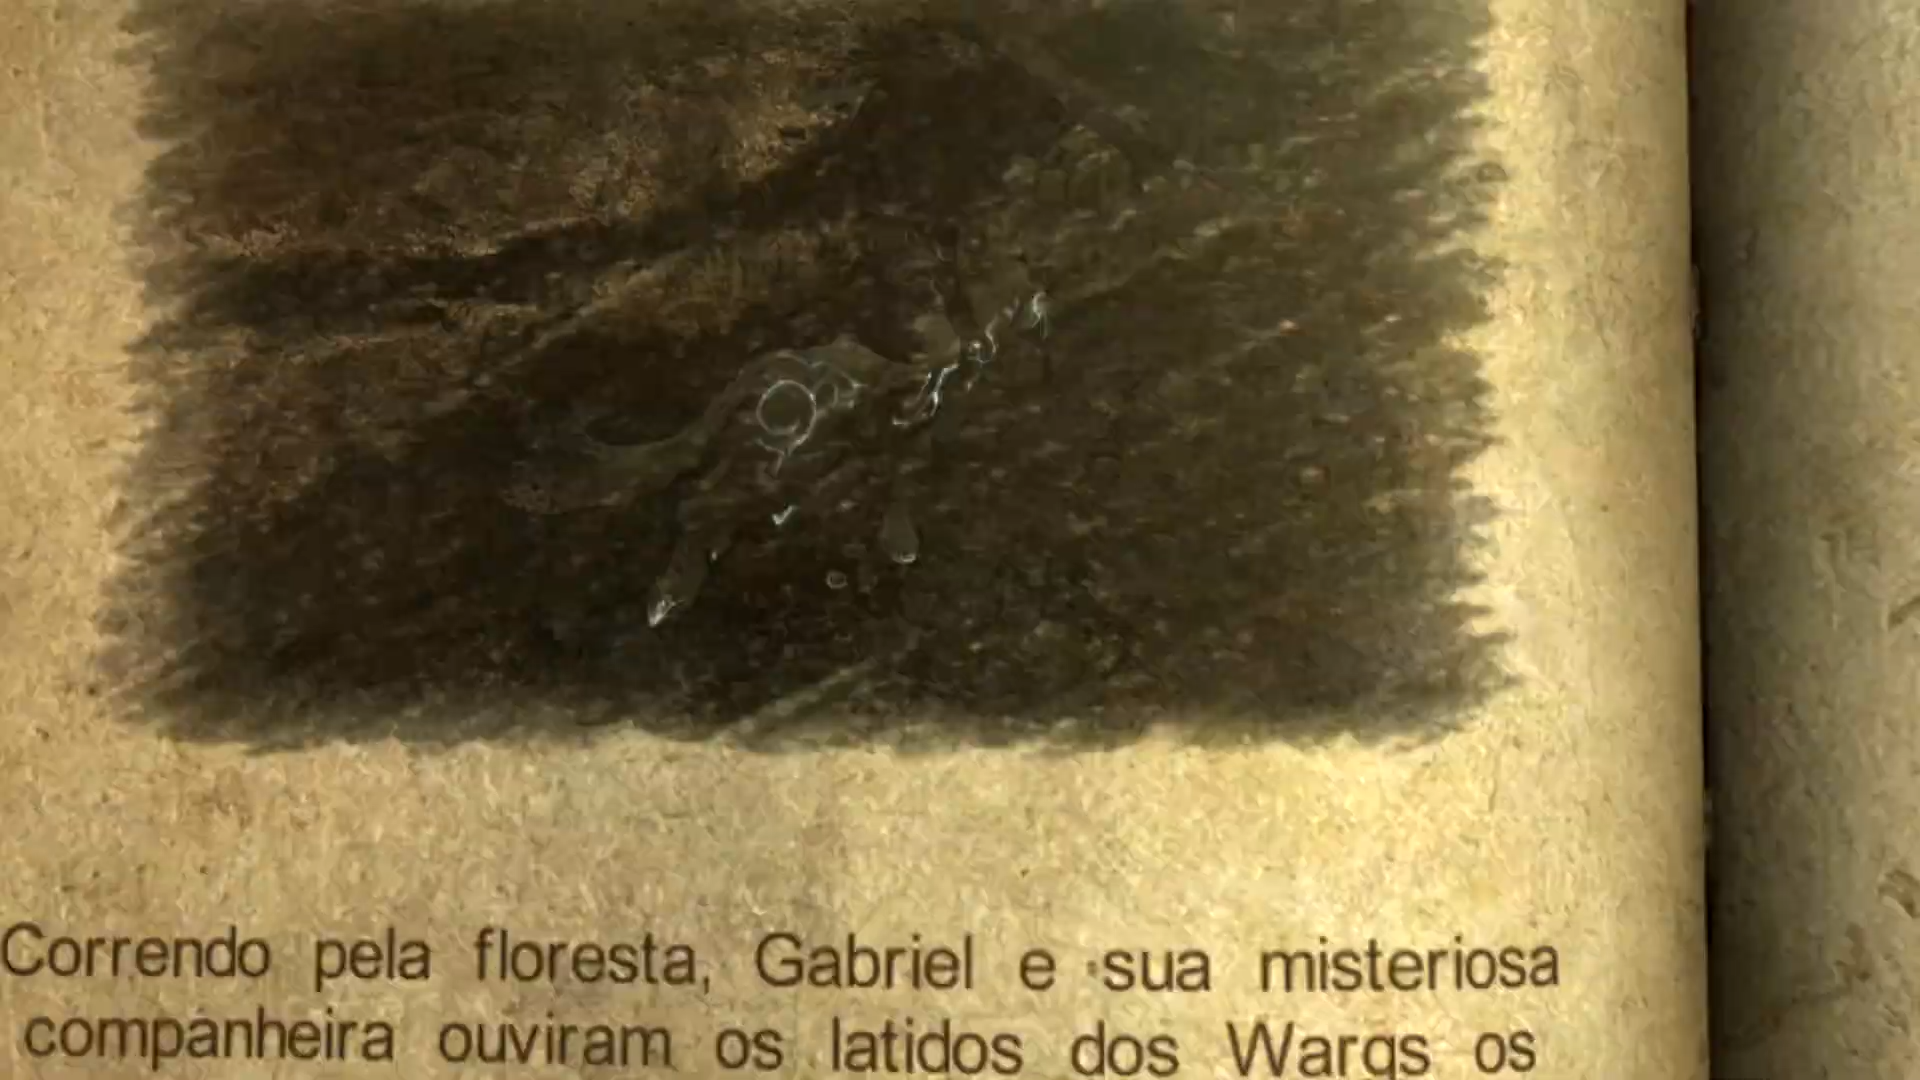 Correndo pela floresta, Gabriel e sua misteriosa
companheira ouviram os latidos dos Wargs os